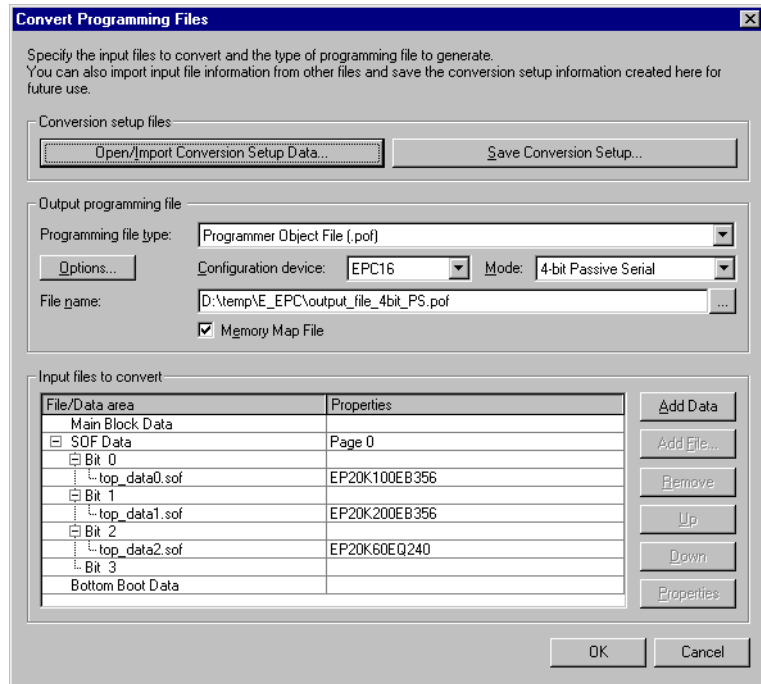 Convert Programming Files
Specify the input files to convert and the type of programming file to generate.
You can also import input file information from other files and save the conversion setup information created here for
future use.
Conversion setup files
Open/Import Conversion Setup Data... Save Conversion Setup...
Output programming file
Programming file type: Programmer Object File (.pof)
Options... Configuration device: EPC16 Mode: 4-bit Passive Serial
File name: D:\temp\E_EPC\output_file_4bit_PS.pof ...
Memory Map File
Input files to convert
File/Data area Properties Add Data
Main Block Data
SOF Data Page 0 Add File...
Bit 0
top_data0.sof EP20K100EB356 Remove
Bit 1
top_data1.sof EP20K200EB356 Up
Bit 2
top_data2.sof EP20K60EQ240 Down
Bit 3
Bottom Boot Data Properties
OK Cancel